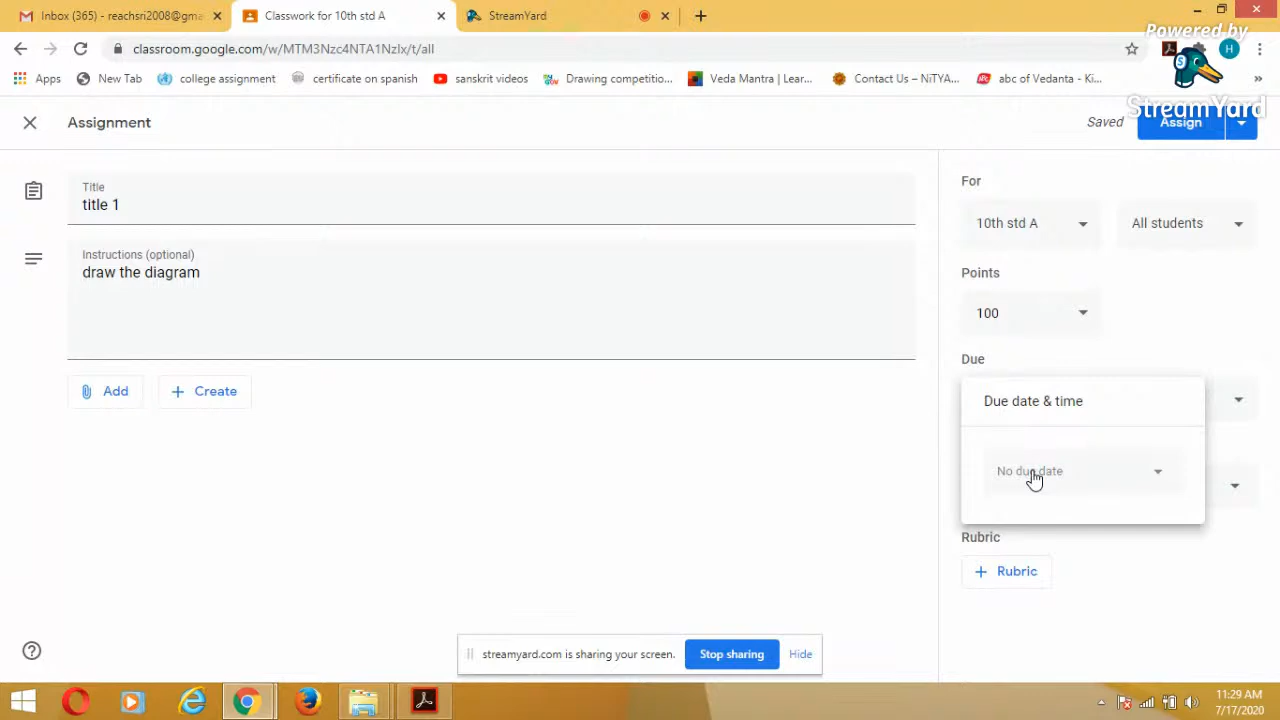 Inbox (365) - reachsri2008@gma
Classwork for 10th std A
StreamYard
classroom.google.com/w/MTM3Nzc4NTA1NzIx/t/all
H
Powered by
StreamYard
Apps
New Tab
college assignment
certificate on spanish
sanskrit videos
Drawing competitio...
Veda Mantra | Lear...
Contact Us – NiTYA...
abc of Vedanta - Ki...
»
Assignment
Saved
Assign
Title
title 1
Instructions (optional)
draw the diagram
Add
Create
For
10th std A
All students
Points
100
Due
Due date & time
No due date
Rubric
+ Rubric
streamyard.com is sharing your screen.
Stop sharing
Hide
11:29 AM
7/17/2020